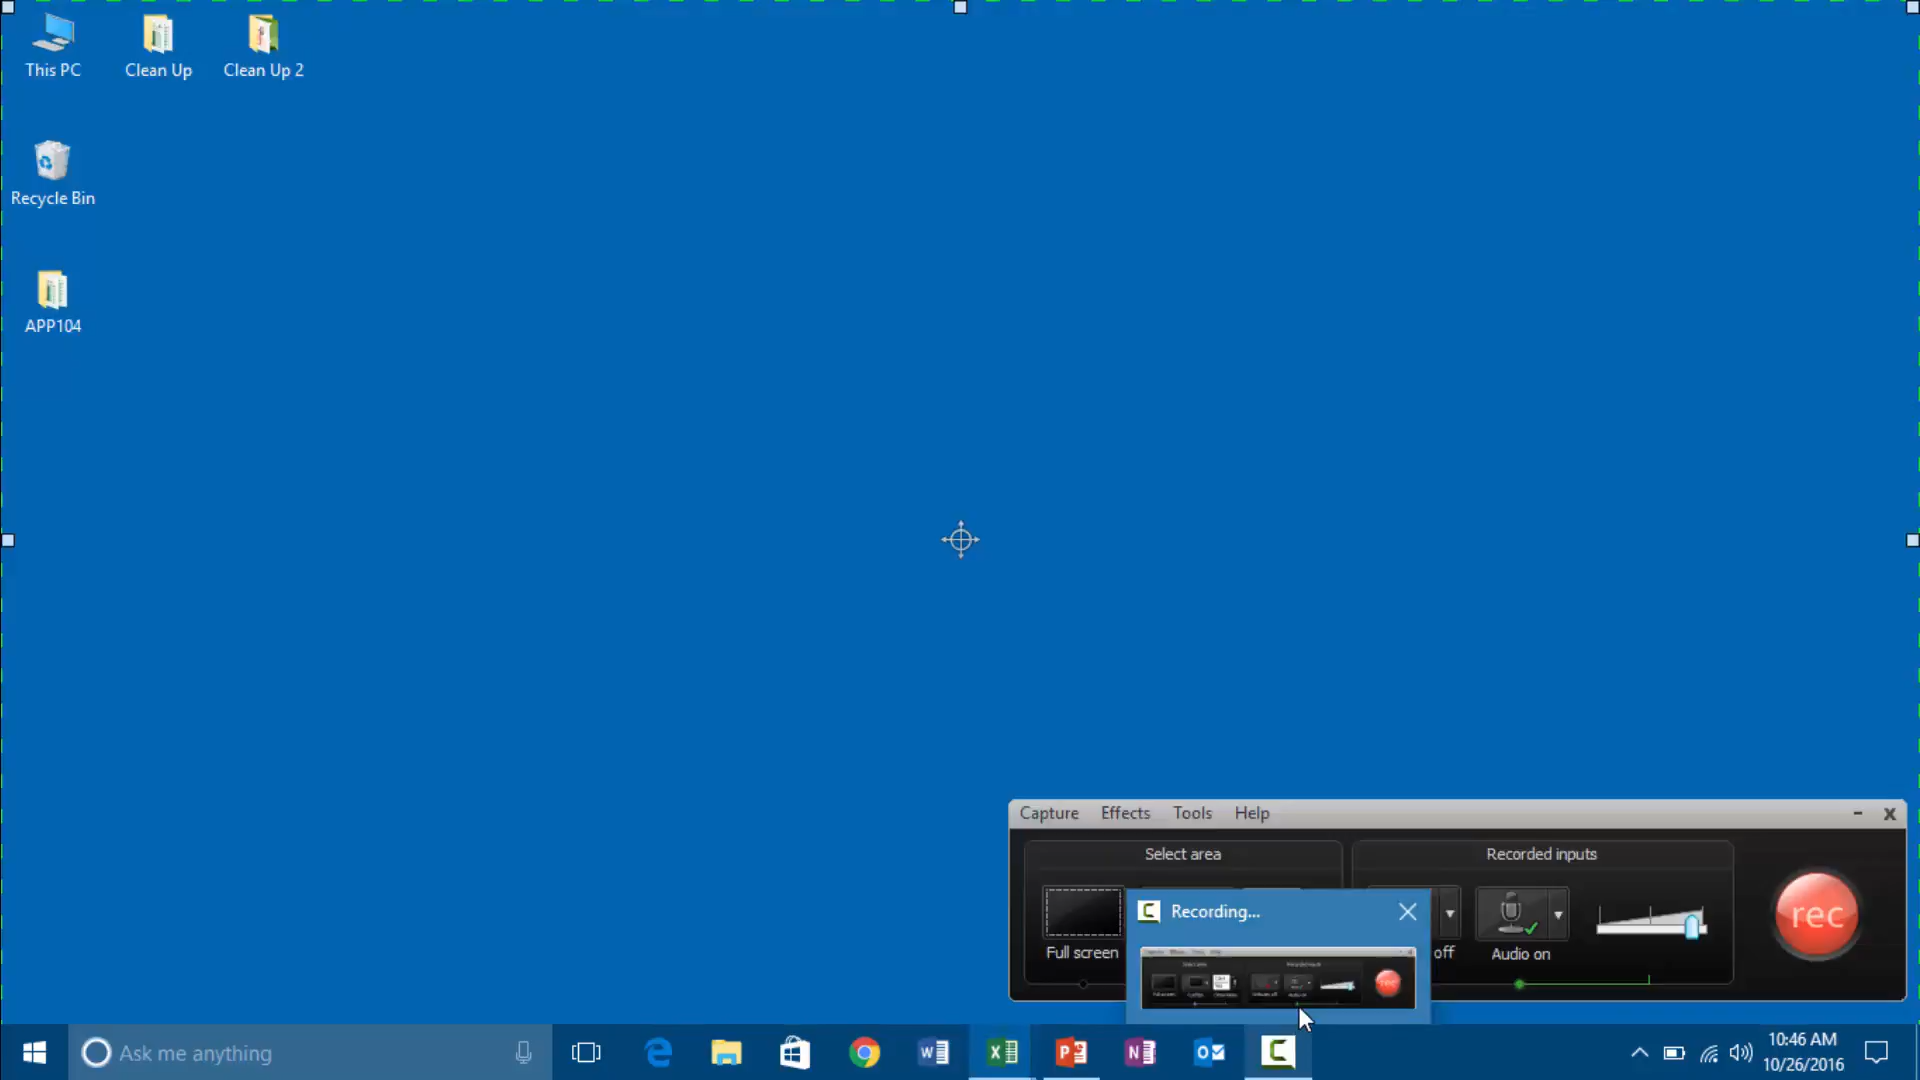 This PC
Clean Up
Clean Up 2
Recycle Bin
APP104
Capture Effects Tools Help
Select area
Recorded inputs
Full screen
off
Audio on
rec
Recording...
Ask me anything
10:46 AM
10/26/2016